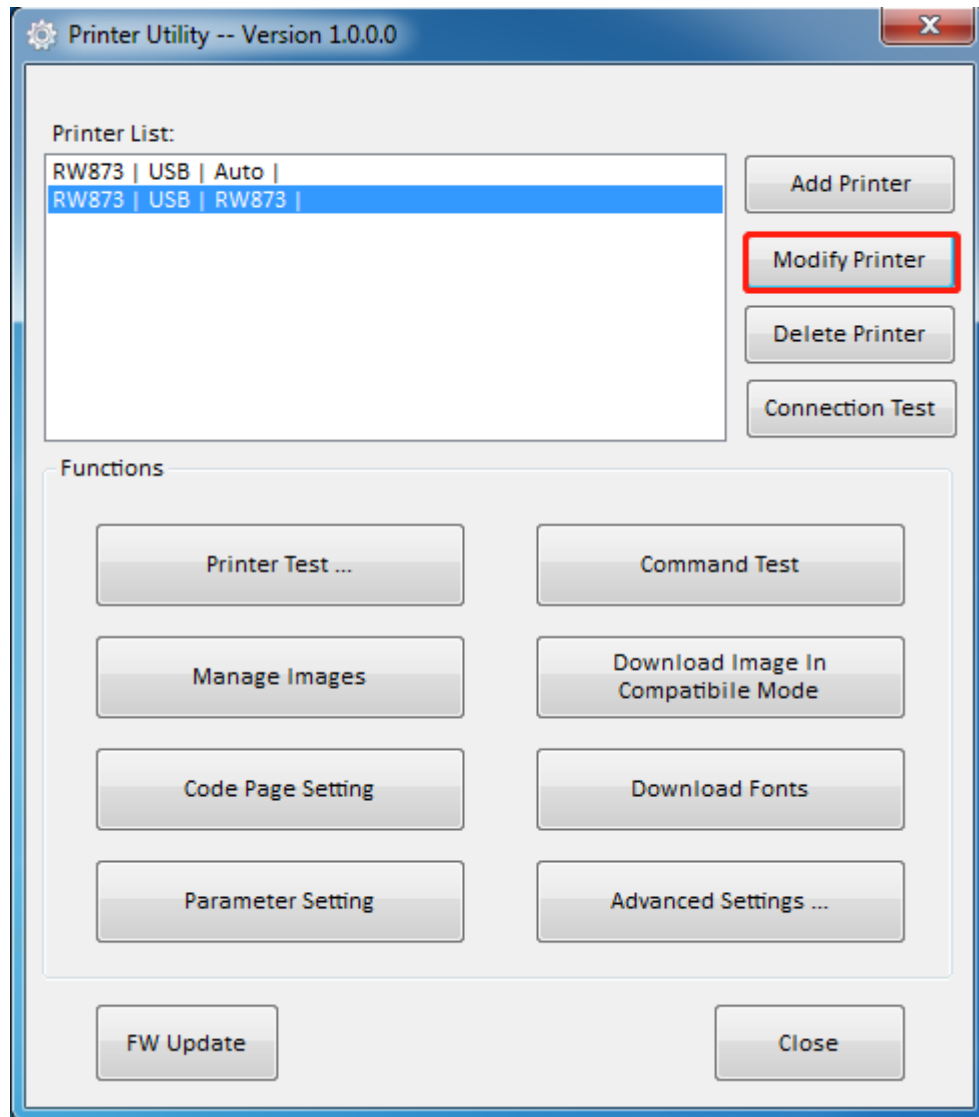 Printer Utility -- Version 1.0.0.0
Printer List:
RW873 | USB | Auto |
RW873 | USB | RW873 |
Add Printer
Modify Printer
Delete Printer
Connection Test
Functions
Printer Test ...
Command Test
Manage Images
Download Image In
Compatibile Mode
Code Page Setting
Download Fonts
Parameter Setting
Advanced Settings ...
FW Update
Close